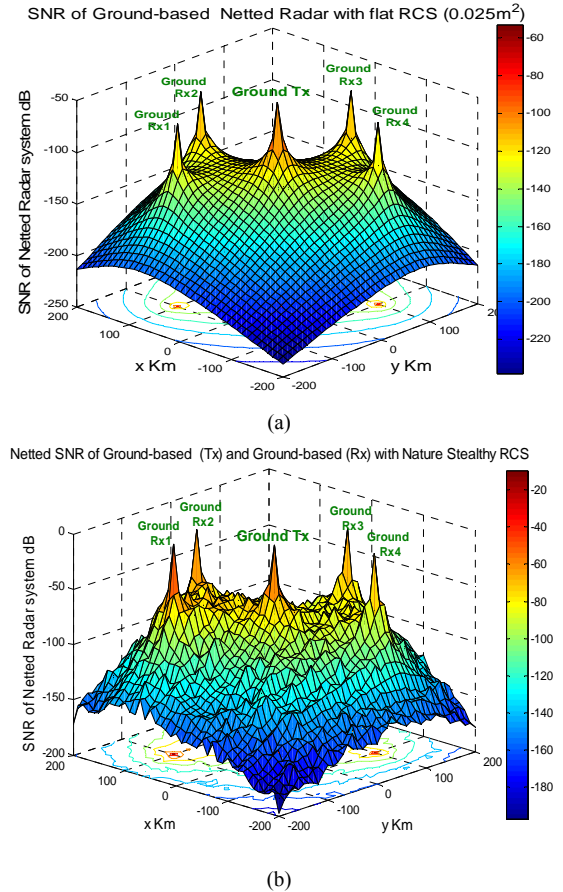 SNR of Ground-based Netted Radar with flat RCS (0.025m²)
Ground
Rx2
Ground
Rx1
Ground Tx
Ground
Rx3
Ground
Rx4
SNR of Netted Radar system dB
-50
-100
-150
-200
-250
200
100
0
-100
-200
x Km
-200
-100
0
100
200
y Km
-60
-80
-100
-120
-140
-160
-180
-200
-220
(a)
Netted SNR of Ground-based (Tx) and Ground-based (Rx) with Nature Stealthy RCS
Ground
Rx2
Ground
Rx1
Ground Tx
Ground
Rx3
Ground
Rx4
SNR of Netted Radar system dB
0
-50
-100
-150
-200
200
100
0
-100
-200
x Km
-200
-100
0
100
200
y Km
-20
-40
-60
-80
-100
-120
-140
-160
-180
(b)